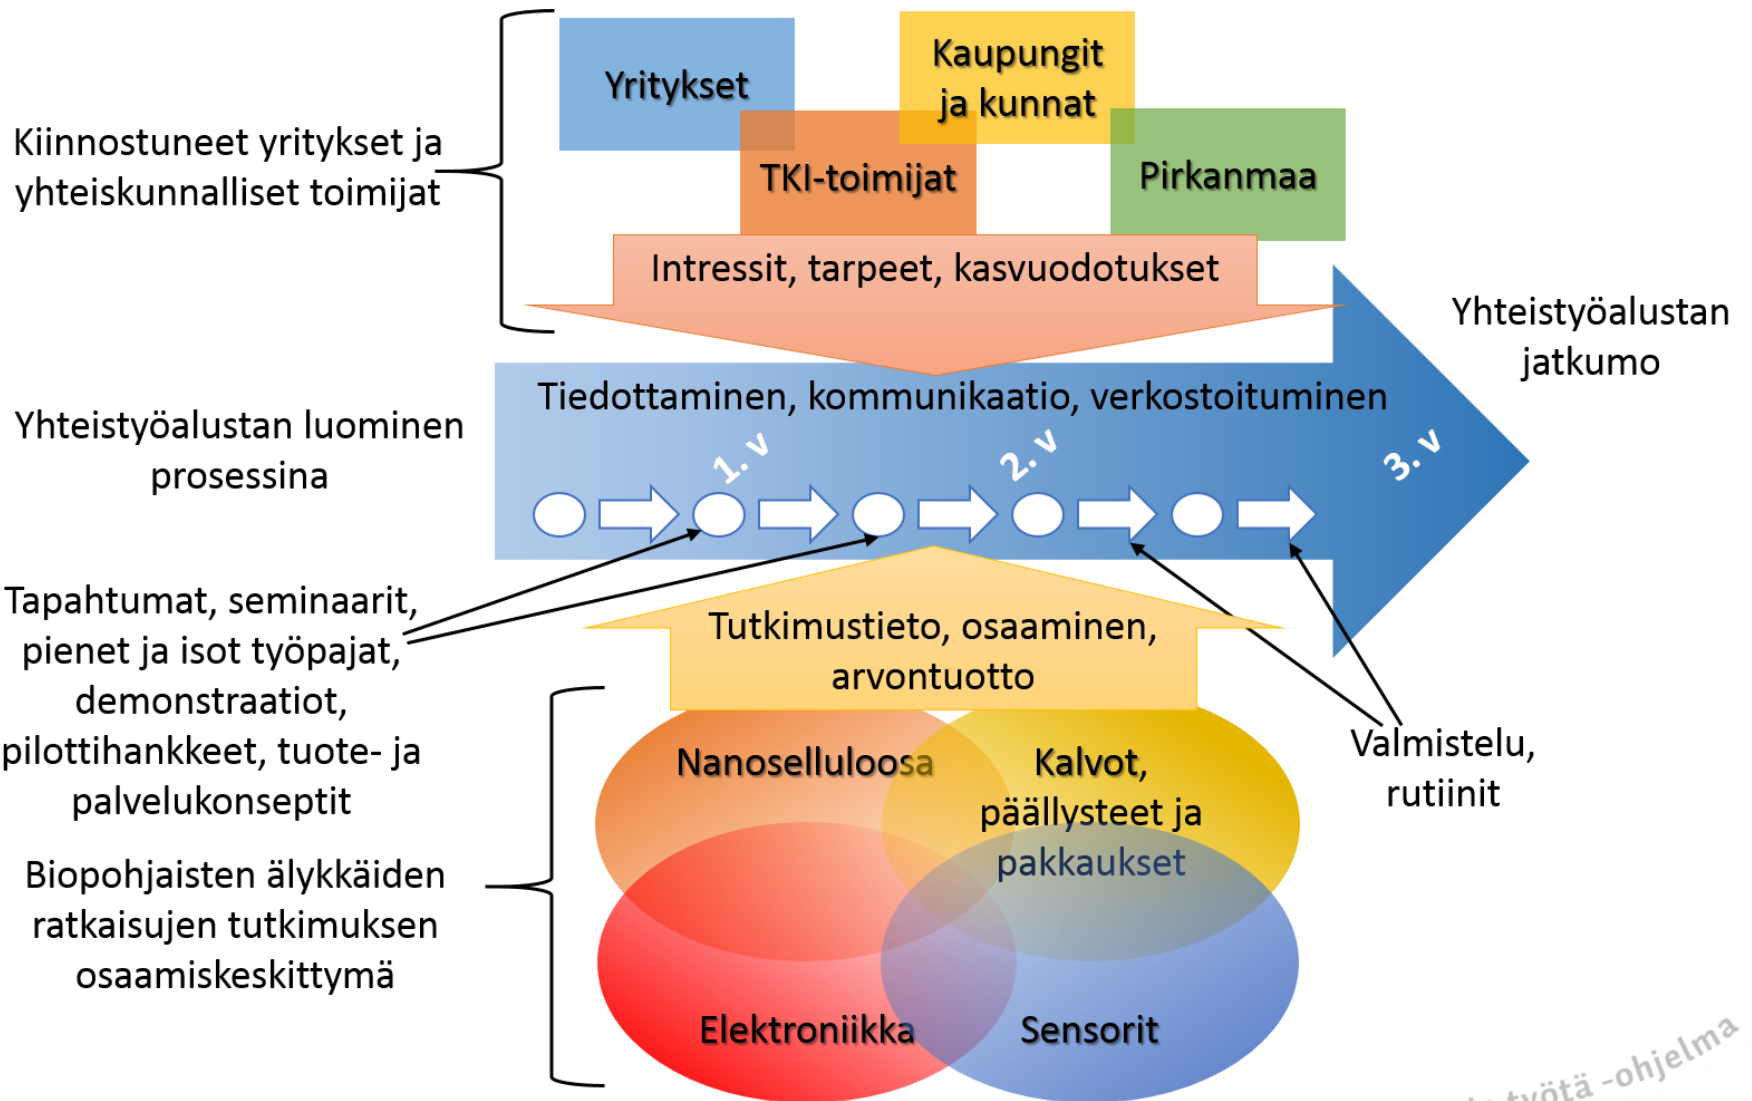 Yritykset
Kaupungit
ja kunnat
TKI-toimijat
Pirkanmaa
Kiinnostuneet yritykset ja
yhteiskunnalliset toimijat
Intressit, tarpeet, kasvuodotukset
Yhteistyöalustan
jatkumo
Tiedottaminen, kommunikaatio, verkostoituminen
Yhteistyöalustan luominen
prosessina
1. v
2. v
3. v
Tapahtumat, seminaarit,
pienet ja isot työpajat,
demonstraatiot,
pilottihankkeet, tuote- ja
palvelukonseptit
Tutkimustieto, osaaminen,
arvontuotto
Valmistelu,
rutiinit
Nanoselluloosa
Kalvot,
päällysteet ja
pakkaukset
Biopohjaisten älykkäiden
ratkaisujen tutkimuksen
osaamiskeskittymä
Elektroniikka
Sensorit
työtä -ohjelma